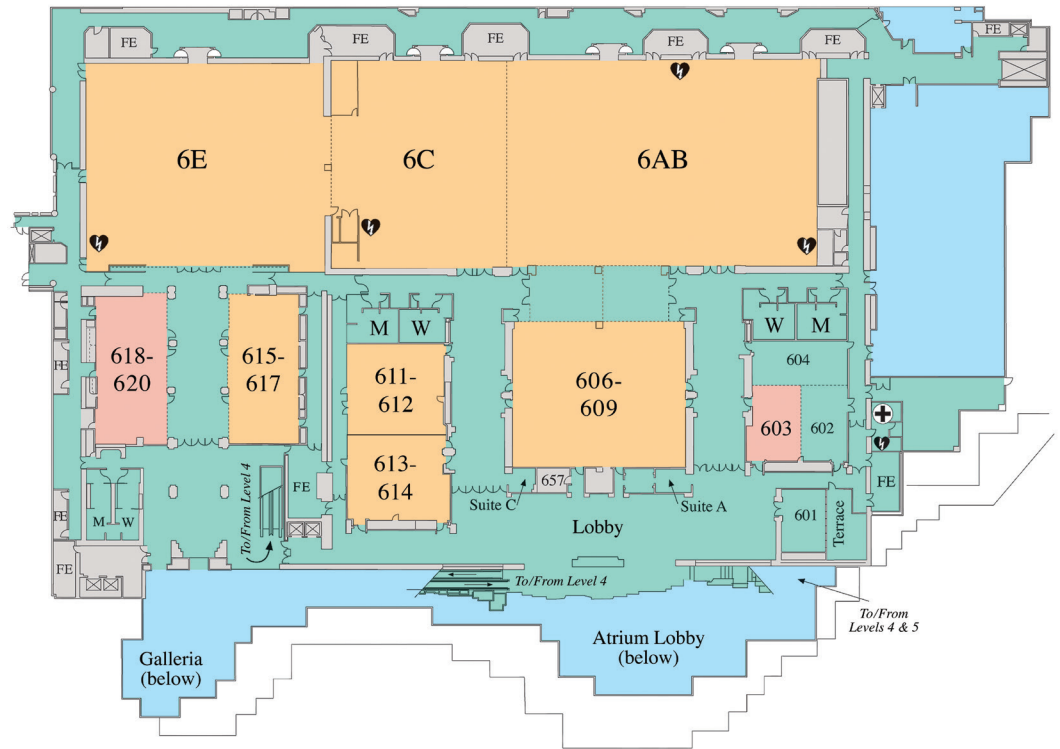 FE
FE
FE
FE
FE
FE
6E
6C
6AB
M
W
W
M
618-
620
615-
617
611-
612
606-
609
604
FE
603
602
613-
614
To/From Level 4
FE
657
Suite C
Suite A
FE
FE
M
W
Lobby
601
Terrace
FE
To/From Level 4
To/From
Levels 4 & 5
Galleria
(below)
Atrium Lobby
(below)